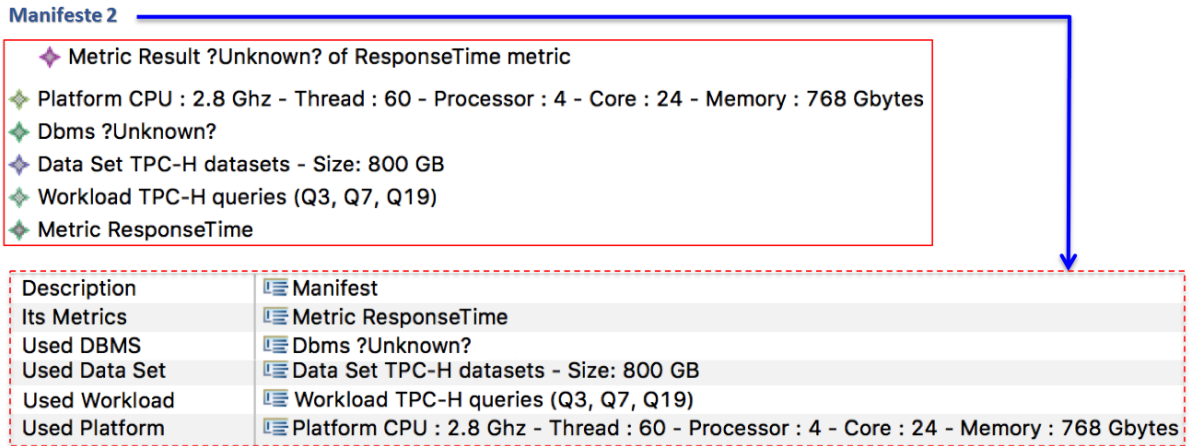 Manifeste 2
Metric Result ?Unknown? of ResponseTime metric
Platform CPU : 2.8 Ghz - Thread : 60 - Processor : 4 - Core : 24 - Memory : 768 Gbytes
Dbms ?Unknown?
Data Set TPC-H datasets - Size: 800 GB
Workload TPC-H queries (Q3, Q7, Q19)
Metric ResponseTime
Description Manifest
Its Metrics Metric ResponseTime
Used DBMS Dbms ?Unknown?
Used Data Set Data Set TPC-H datasets - Size: 800 GB
Used Workload Workload TPC-H queries (Q3, Q7, Q19)
Used Platform Platform CPU : 2.8 Ghz - Thread : 60 - Processor : 4 - Core : 24 - Memory : 768 Gbytes